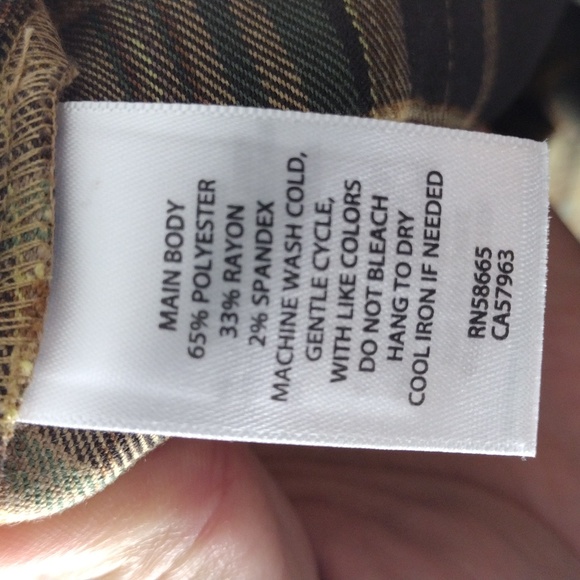 MAIN BODY
65% POLYESTER
33% RAYON
2% SPANDEX
MACHINE WASH COLD,
GENTLE CYCLE,
WITH LIKE COLORS
DO NOT BLEACH
HANG TO DRY
COOL IRON IF NEEDED
RN58665
CA57963